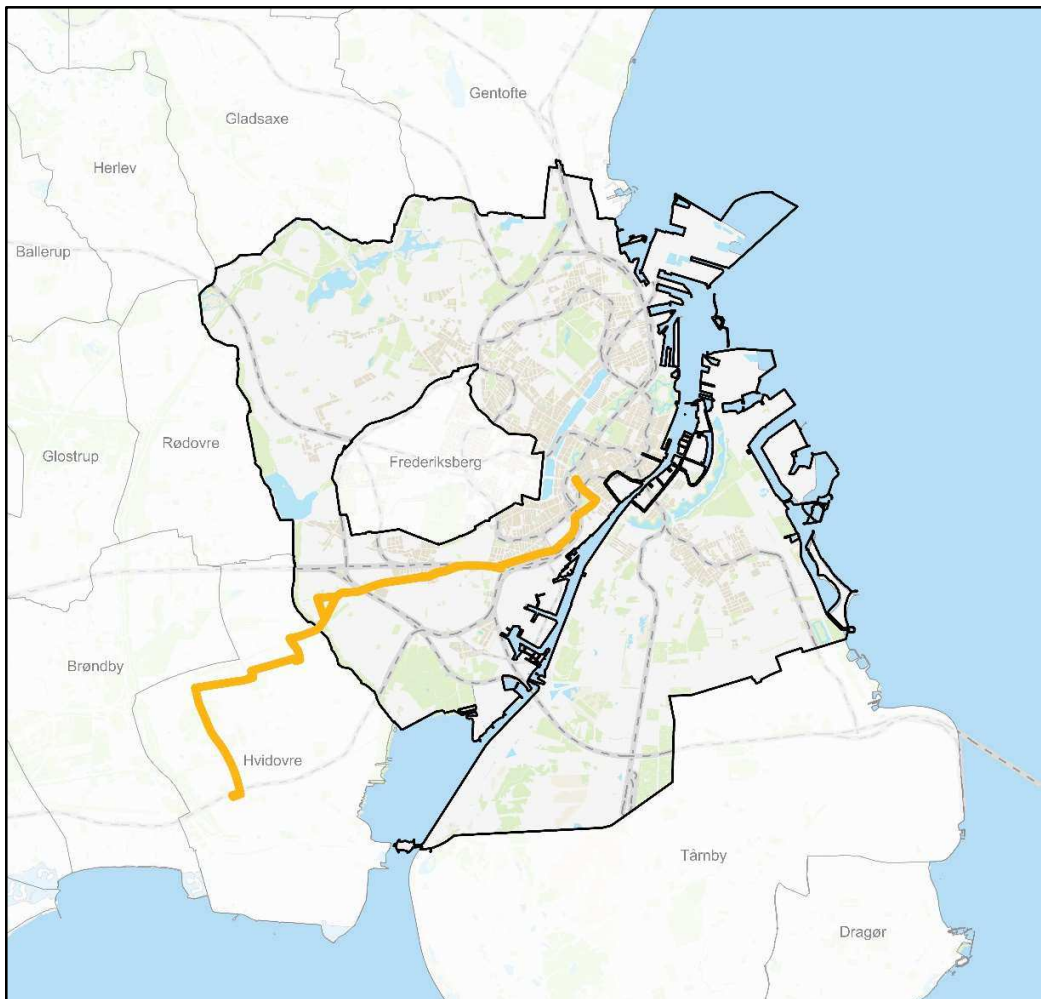 Gentofte
Gladsaxe
Herlev
Ballerup
Rødovre
Glostrup
Frederiksberg
Brøndby
Hvidovre
Tårnby
Dragør